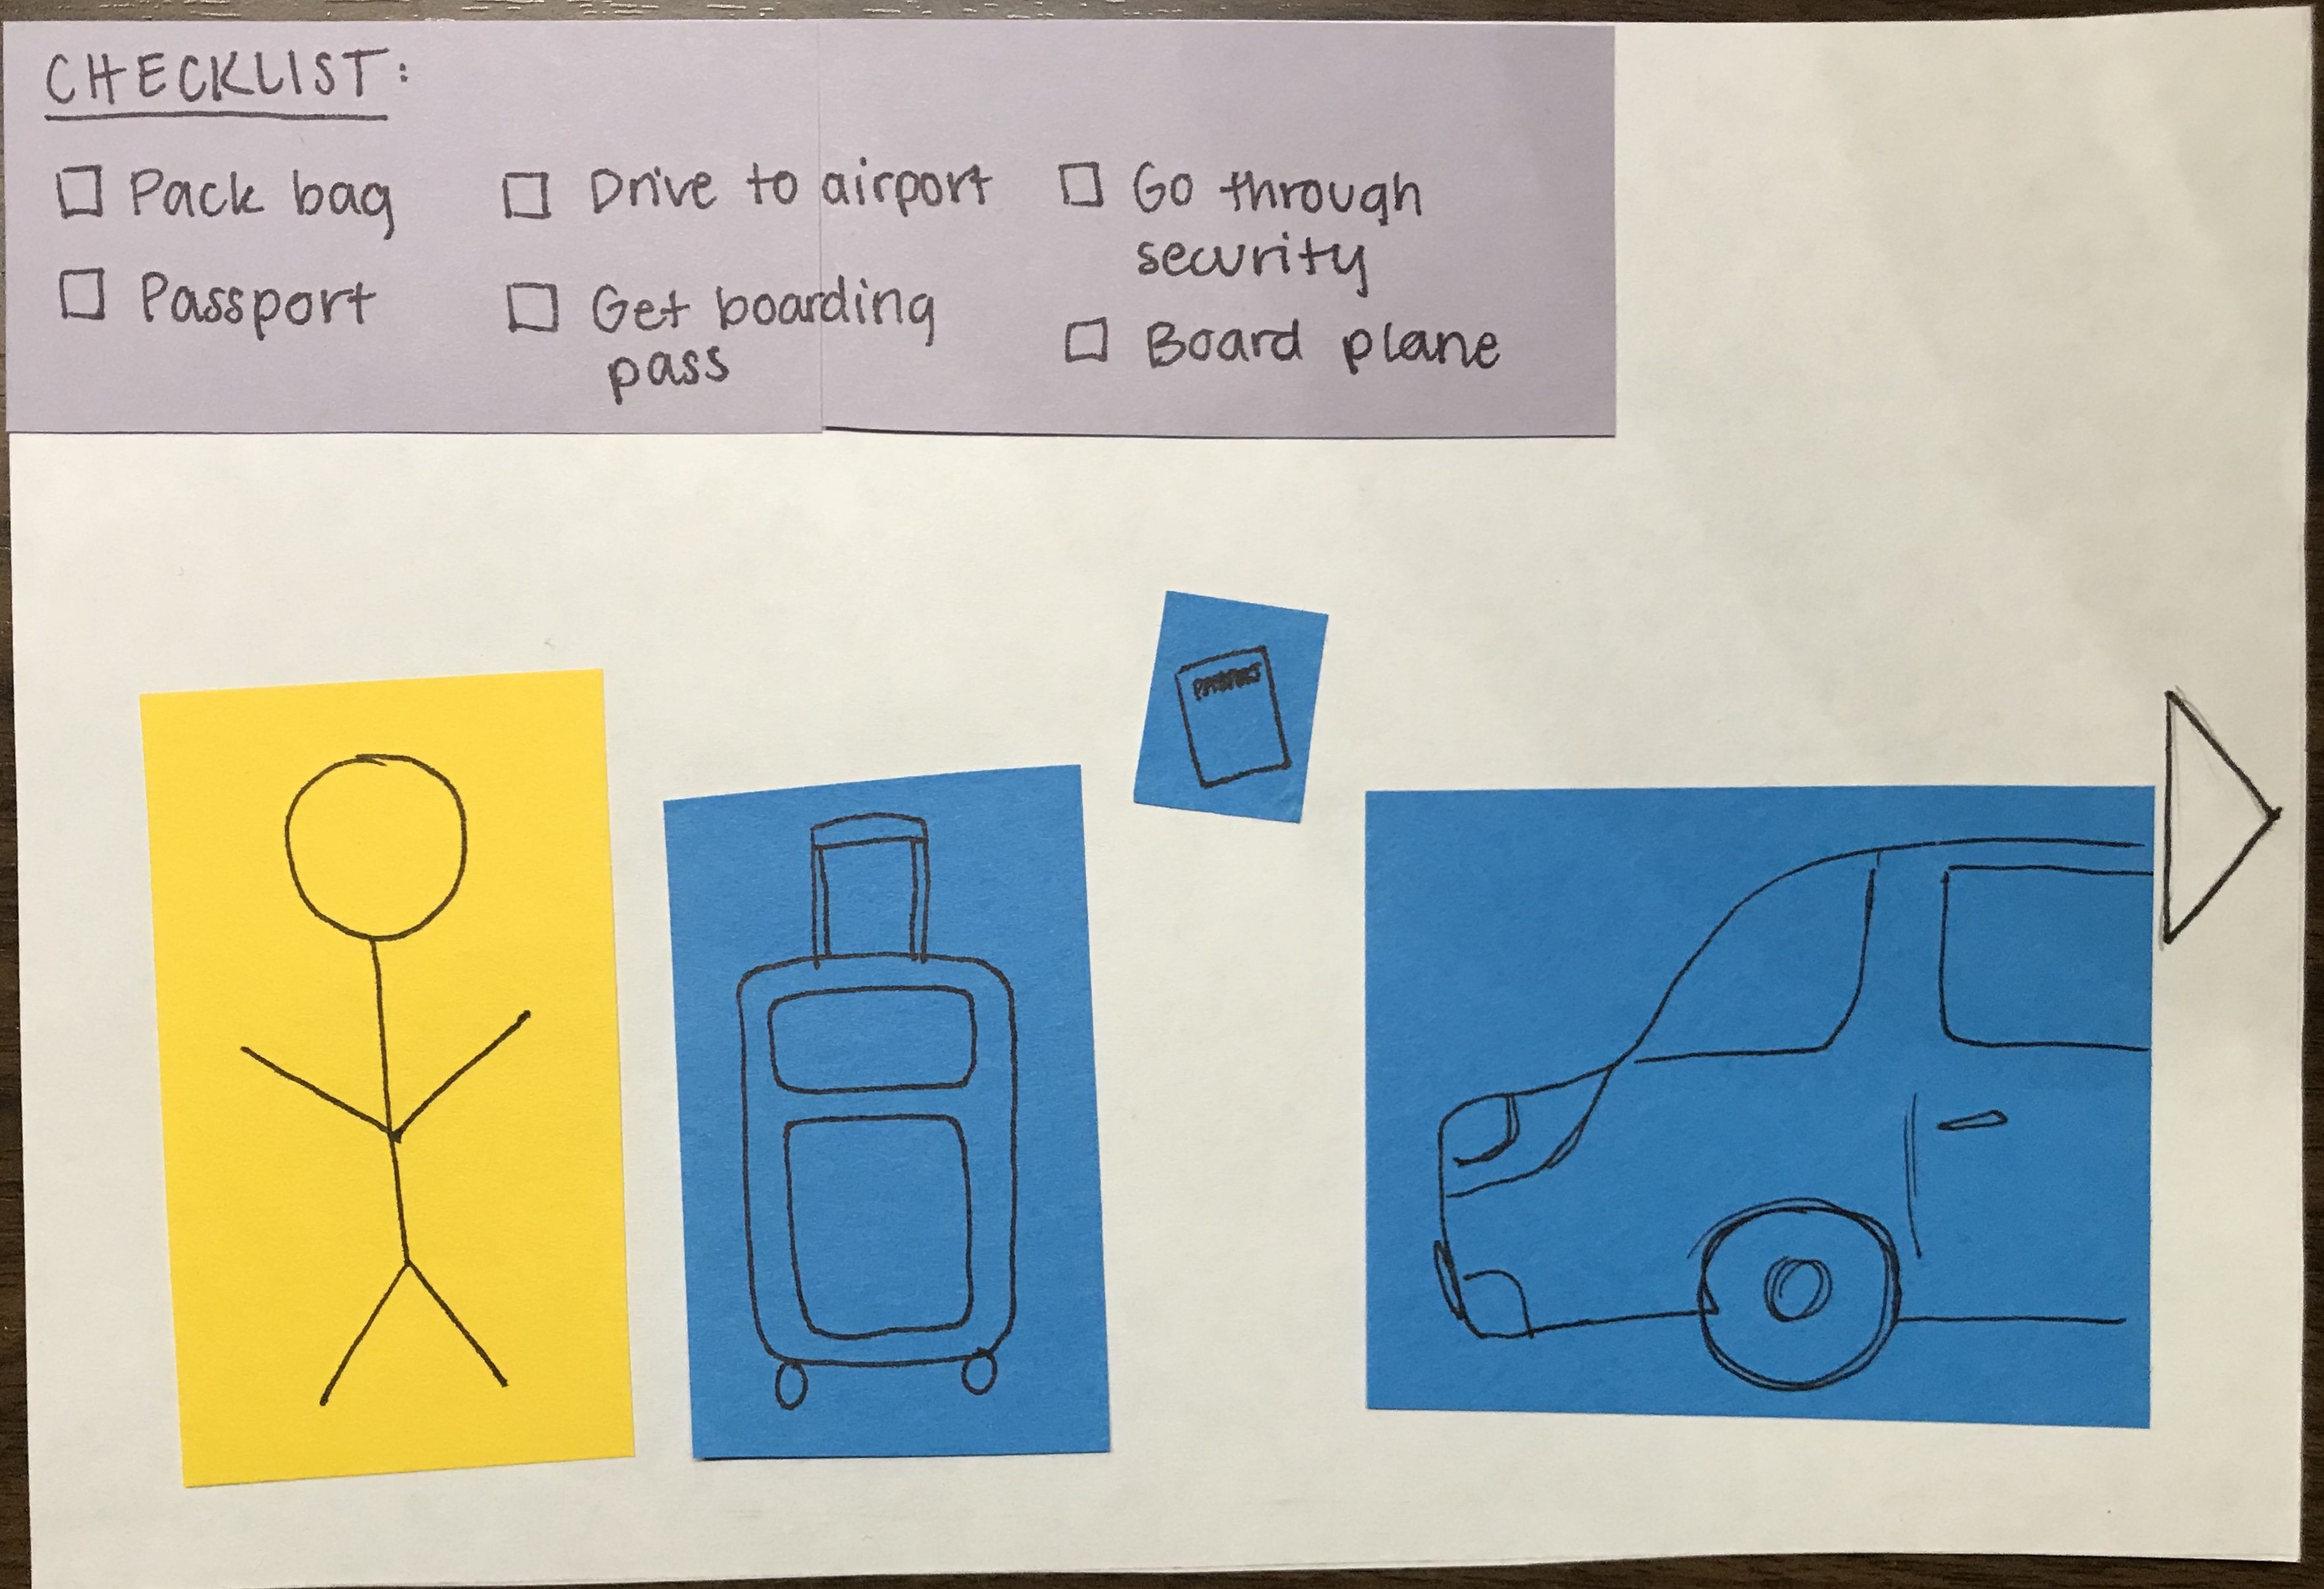 CHECKLIST:
Pack bag
Passport
Drive to airport
Get boarding
pass
Go through
security
Board plane
PASSPORT